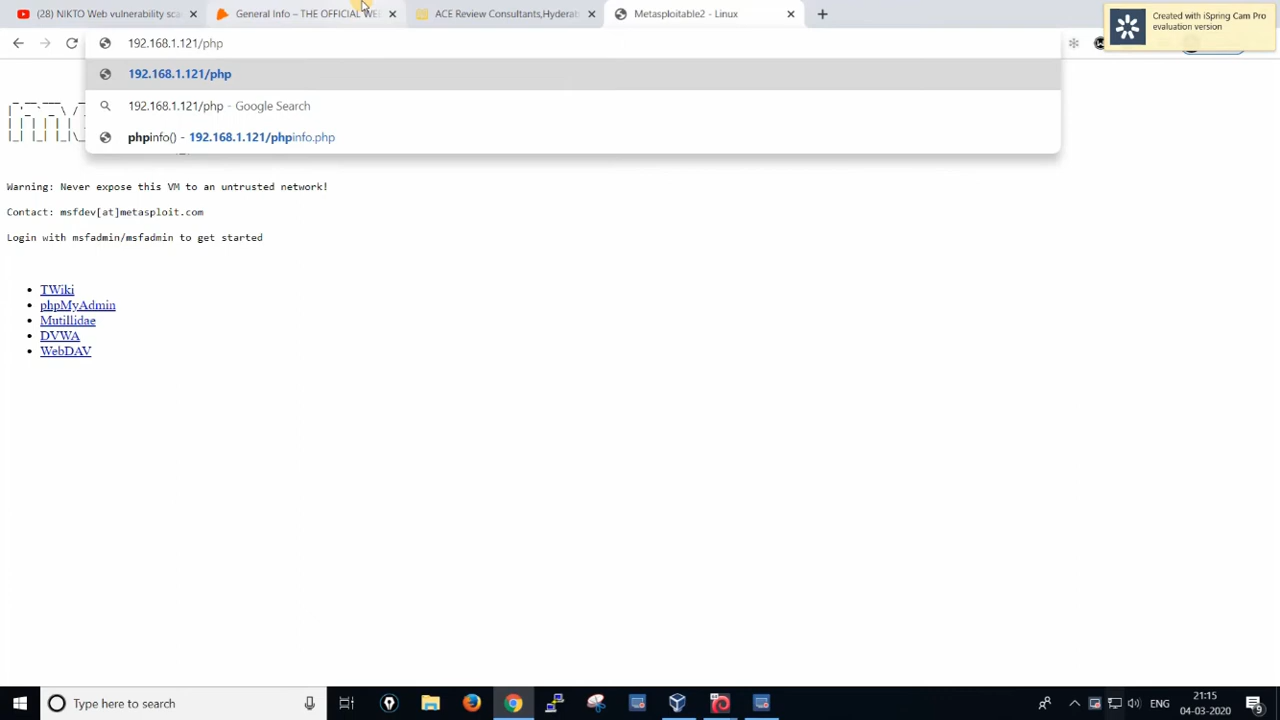 (28) NIKTO Web vulnerability sca
General Info – THE OFFICIAL WE
ACE Review Consultants,Hyderab
Metasploitable2 - Linux
Created with iSpring Cam Pro
evaluation version
192.168.1.121/php
192.168.1.121/php
192.168.1.121/php - Google Search
phpinfo() - 192.168.1.121/phpinfo.php
Warning: Never expose this VM to an untrusted network!
Contact: msfdev[at]metasploit.com
Login with msfadmin/msfadmin to get started
TWiki
phpMyAdmin
Mutillidae
DVWA
WebDAV
Type here to search
ENG
21:15
04-03-2020
9